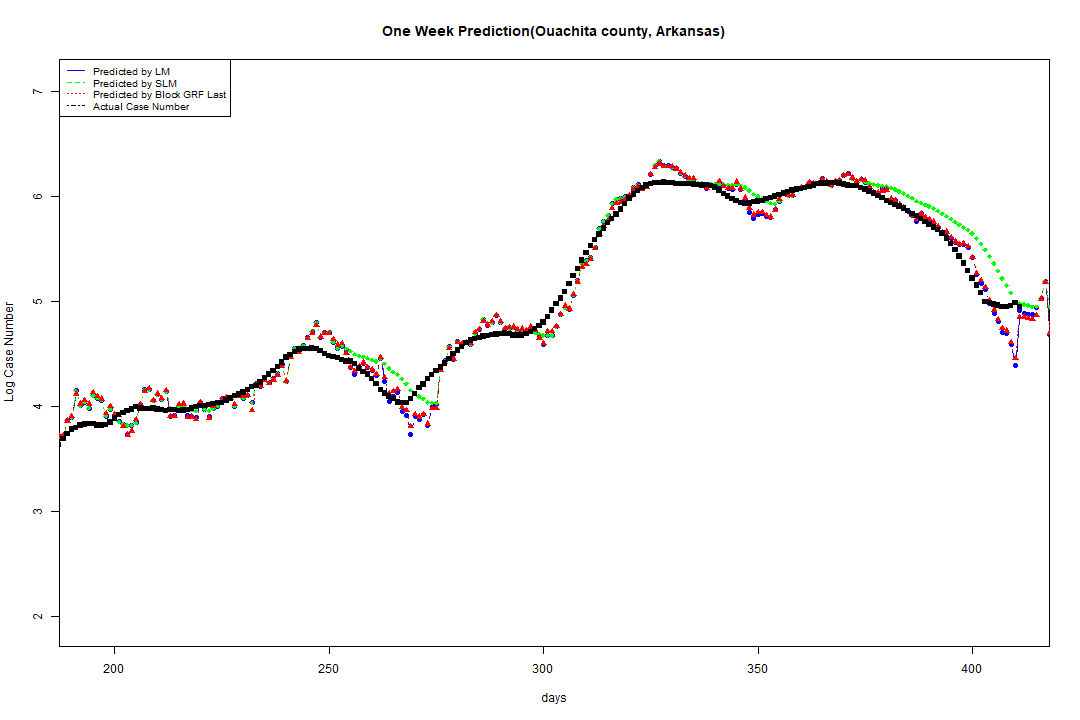 One Week Prediction(Ouachita county, Arkansas)
Predicted by LM
Predicted by SLM
Predicted by Block GRF Last
Actual Case Number
7
6
5
4
3
2
Log Case Number
200 250 300 350 400
days